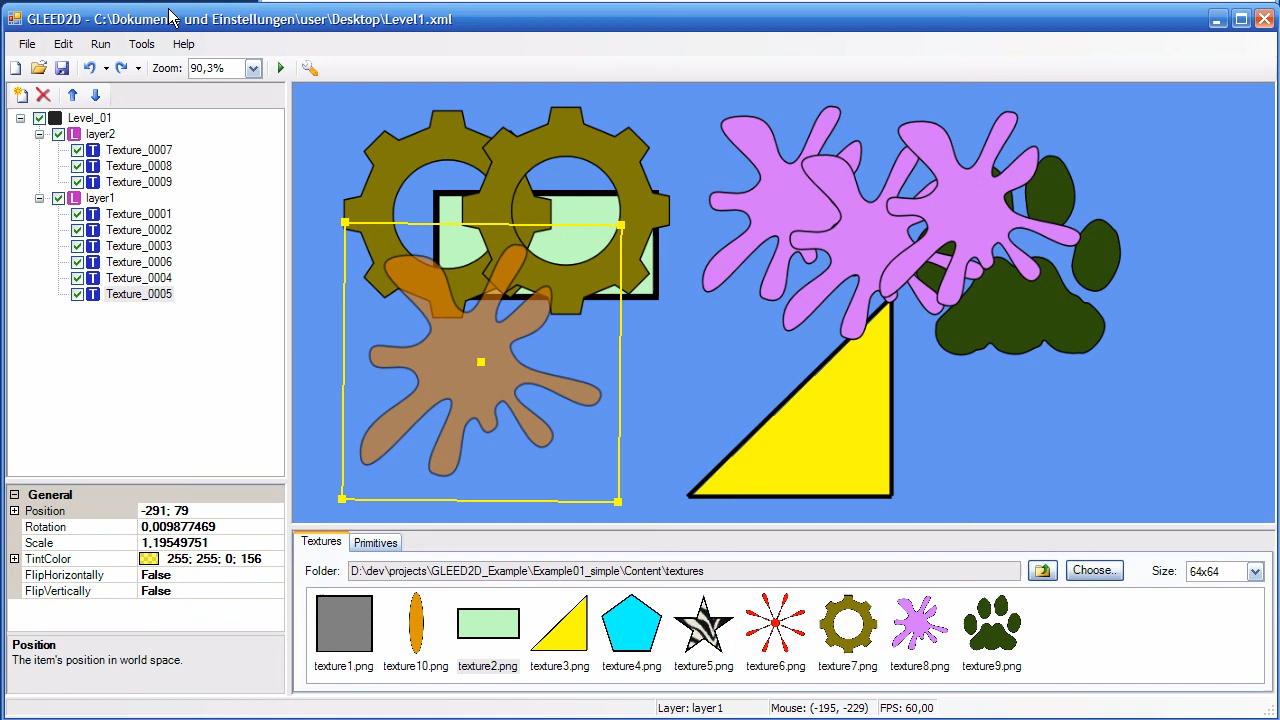 GLEED2D - C:\Dokumente und Einstellungen\user\Desktop\Level1.xml
File Edit Run Tools Help
Zoom: 90,3%
Level_01
layer2
Texture_0007
Texture_0008
Texture_0009
layer1
Texture_0001
Texture_0002
Texture_0003
Texture_0006
Texture_0004
Texture_0005
General
Position -291; 79
Rotation 0,009877469
Scale 1,19549751
TintColor 255; 255; 0; 156
FlipHorizontally False
FlipVertically False
Position
The item's position in world space.
Textures Primitives
Folder: D:\dev\projects\GLEED2D_Example\Example01_simple\Content\textures Choose.. Size: 64x64
texture1.png texture10.png texture2.png texture3.png texture4.png texture5.png texture6.png texture7.png texture8.png texture9.png
Layer: layer1 Mouse: (-195, -229) FPS: 60,00